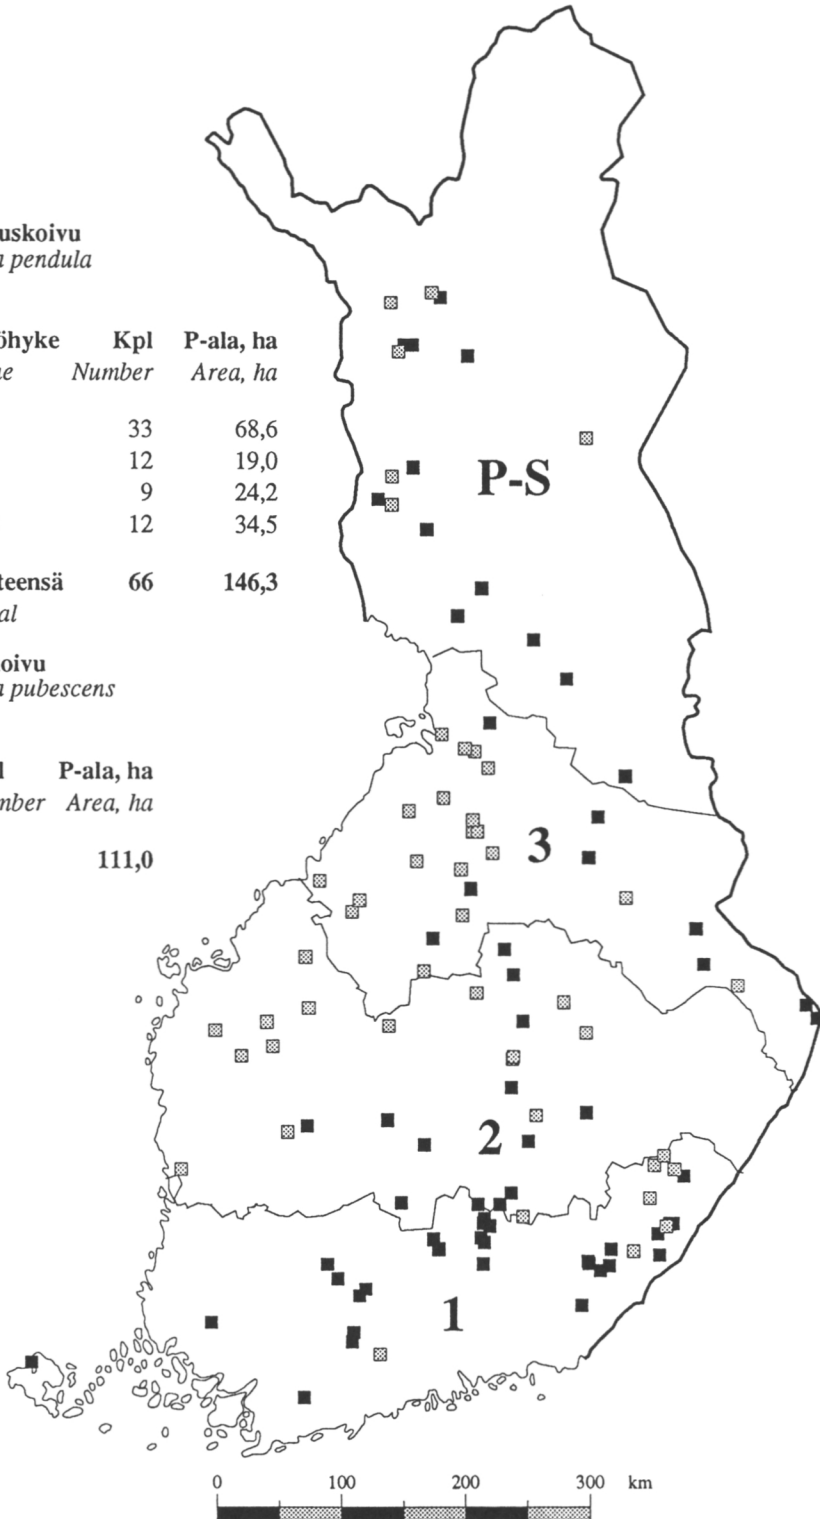 uskoivu
pendula
öhyke Kpl P-ala, ha
Number Area, ha
33 68,6
12 19,0
9 24,2
12 34,5
teensä 66 146,3
al
oivu
pubescens
P-ala, ha
mber Area, ha
111,0
P-S
3
2
1
0 100 200 300 km